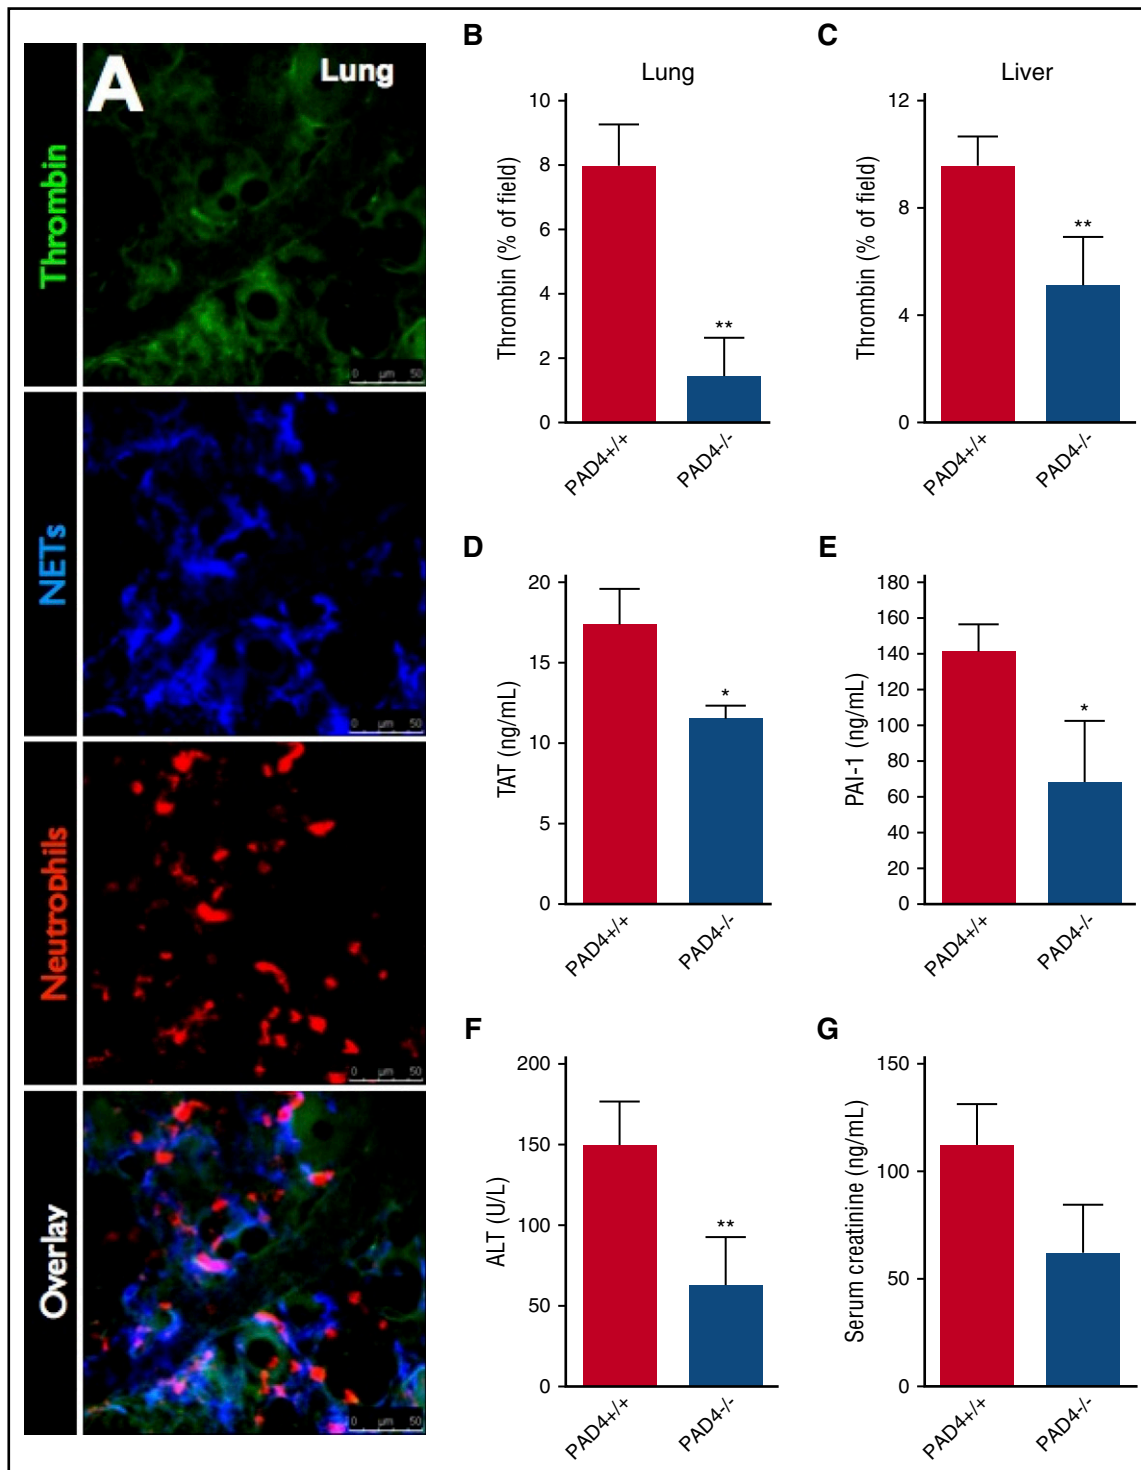 A
Lung
Thrombin
0 µm 50
NETs
0 µm 50
Neutrophils
0 µm 50
Overlay
0 µm 50
B
Lung
Thrombin (% of field)
10
8
6
4
2
0
**
PAD4+/+
PAD4-/-
C
Liver
Thrombin (% of field)
12
8
4
0
**
PAD4+/+
PAD4-/-
D
TAT (ng/mL)
20
15
10
5
0
*
PAD4+/+
PAD4-/-
E
PAI-1 (ng/mL)
180
160
140
120
100
80
60
40
20
0
*
PAD4+/+
PAD4-/-
F
ALT (U/L)
200
150
100
50
0
**
PAD4+/+
PAD4-/-
G
Serum creatinine (ng/mL)
150
100
50
0
PAD4+/+
PAD4-/-